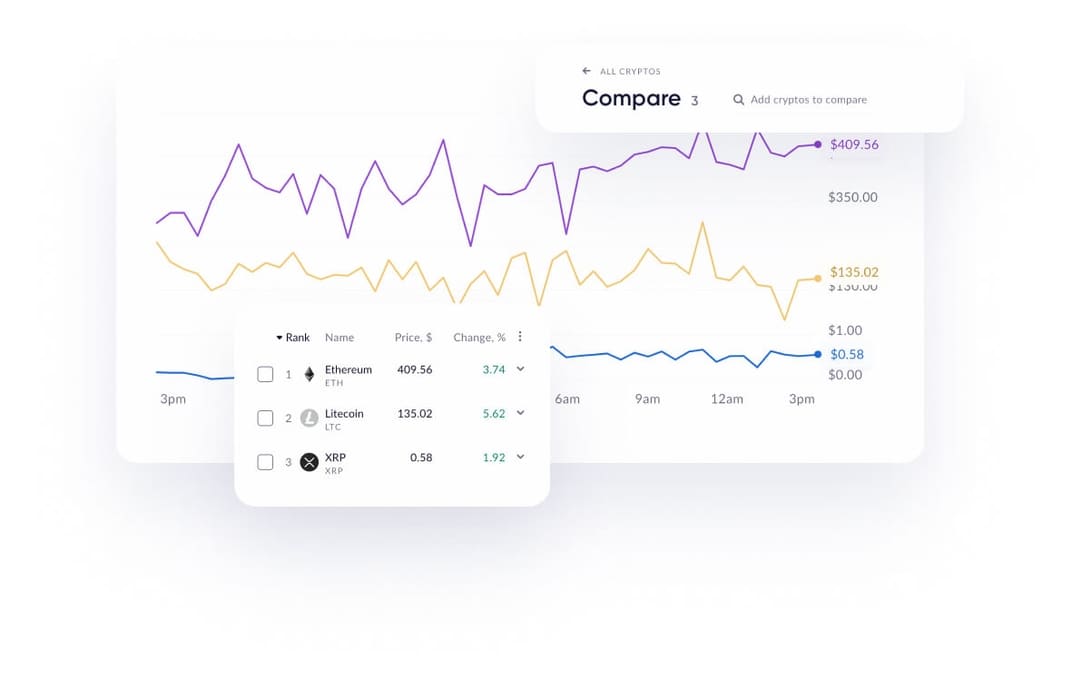 ALL CRYPTOS
Compare 3
Add cryptos to compare
$409.56
$350.00
$135.02
$130.00
$1.00
$0.58
$0.00
3pm 6am 9am 12am 3pm
Rank Name Price, $ Change, %
1 Ethereum 409.56 3.74
ETH
2 Litecoin 135.02 5.62
LTC
3 XRP 0.58 1.92
XRP